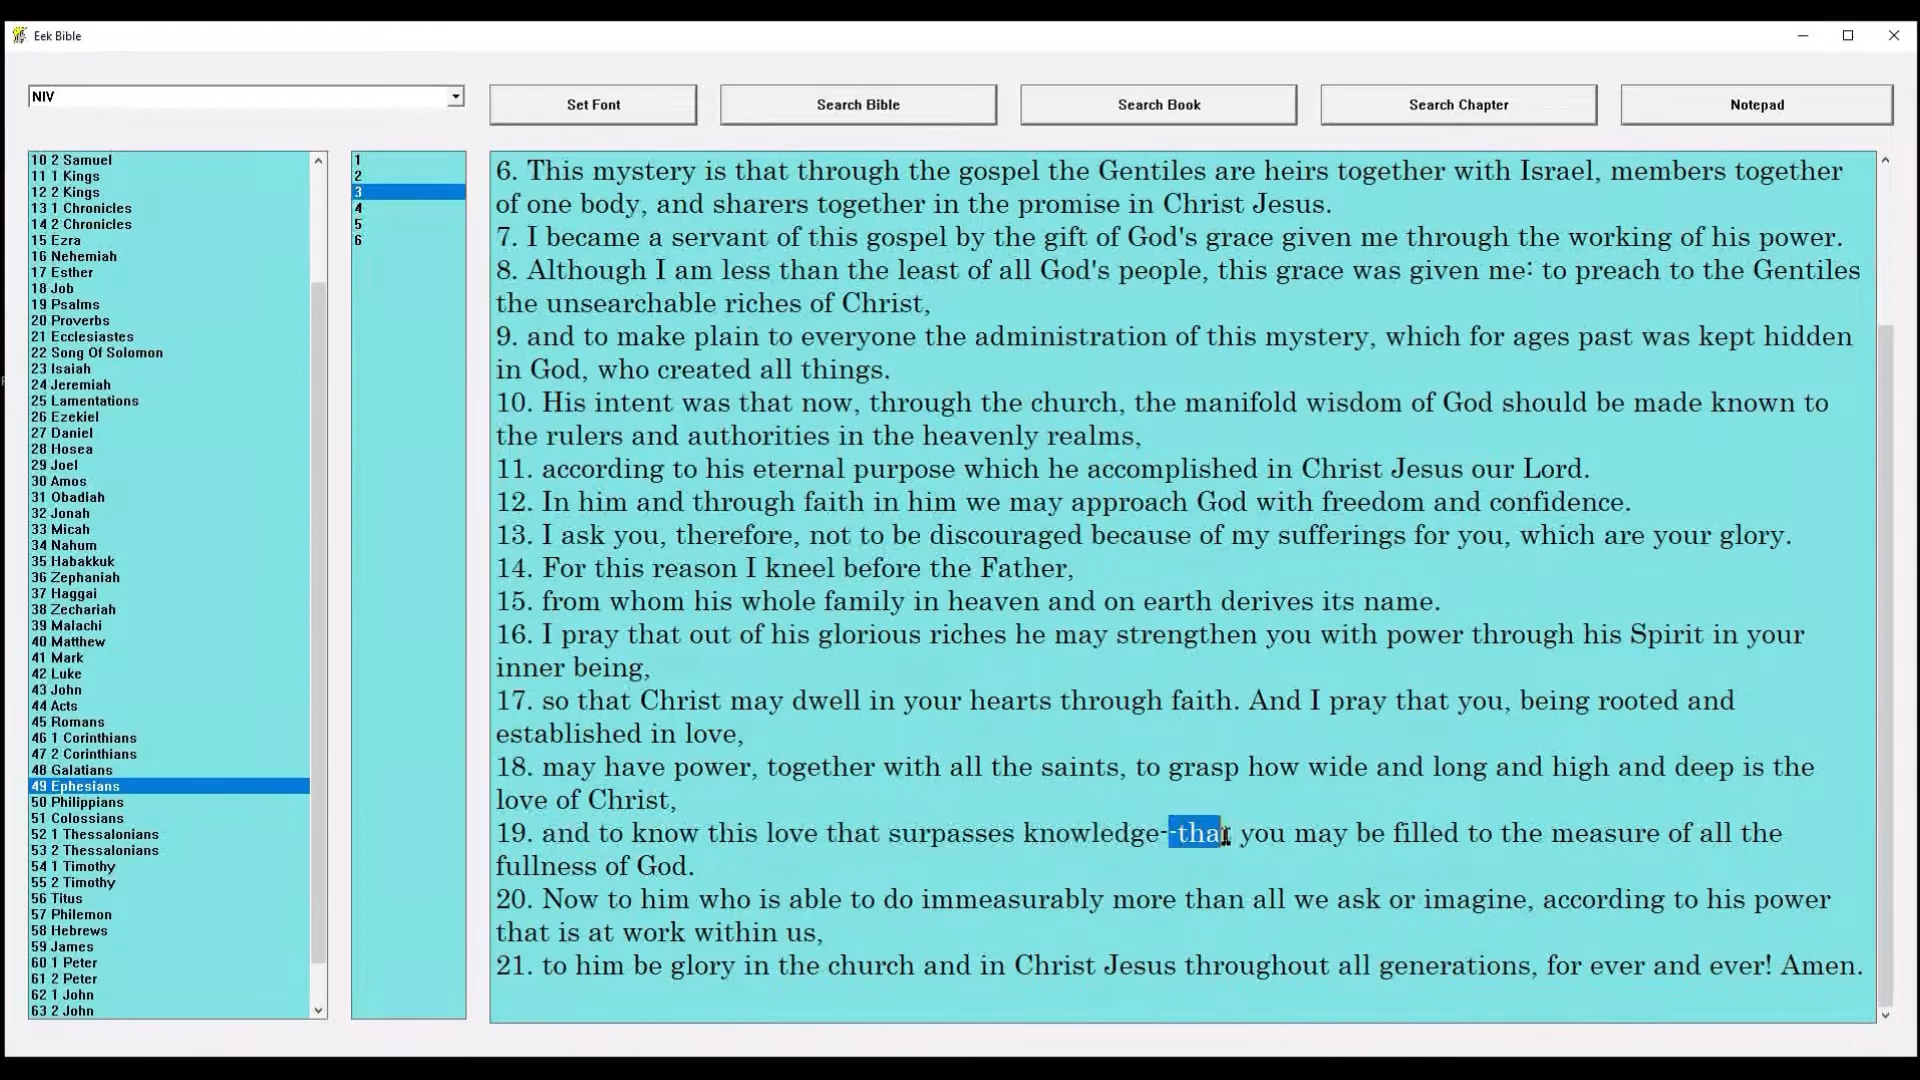 Eek Bible
NIV
Set Font
Search Bible
Search Book
Search Chapter
Notepad
10 2 Samuel
11 1 Kings
12 2 Kings
13 1 Chronicles
14 2 Chronicles
15 Ezra
16 Nehemiah
17 Esther
18 Job
19 Psalms
20 Proverbs
21 Ecclesiastes
22 Song Of Solomon
23 Isaiah
24 Jeremiah
25 Lamentations
26 Ezekiel
27 Daniel
28 Hosea
29 Joel
30 Amos
31 Obadiah
32 Jonah
33 Micah
34 Nahum
35 Habakkuk
36 Zephaniah
37 Haggai
38 Zechariah
39 Malachi
40 Matthew
41 Mark
42 Luke
43 John
44 Acts
45 Romans
46 1 Corinthians
47 2 Corinthians
48 Galatians
49 Ephesians
50 Philippians
51 Colossians
52 1 Thessalonians
53 2 Thessalonians
54 1 Timothy
55 2 Timothy
56 Titus
57 Philemon
58 Hebrews
59 James
60 1 Peter
61 2 Peter
62 1 John
63 2 John
1
2
3
4
5
6
6. This mystery is that through the gospel the Gentiles are heirs together with Israel, members together
of one body, and sharers together in the promise in Christ Jesus.
7. I became a servant of this gospel by the gift of God's grace given me through the working of his power.
8. Although I am less than the least of all God's people, this grace was given me: to preach to the Gentiles
the unsearchable riches of Christ,
9. and to make plain to everyone the administration of this mystery, which for ages past was kept hidden
in God, who created all things.
10. His intent was that now, through the church, the manifold wisdom of God should be made known to
the rulers and authorities in the heavenly realms,
11. according to his eternal purpose which he accomplished in Christ Jesus our Lord.
12. In him and through faith in him we may approach God with freedom and confidence.
13. I ask you, therefore, not to be discouraged because of my sufferings for you, which are your glory.
14. For this reason I kneel before the Father,
15. from whom his whole family in heaven and on earth derives its name.
16. I pray that out of his glorious riches he may strengthen you with power through his Spirit in your
inner being,
17. so that Christ may dwell in your hearts through faith. And I pray that you, being rooted and
established in love,
18. may have power, together with all the saints, to grasp how wide and long and high and deep is the
love of Christ,
19. and to know this love that surpasses knowledge--that you may be filled to the measure of all the
fullness of God.
20. Now to him who is able to do immeasurably more than all we ask or imagine, according to his power
that is at work within us,
21. to him be glory in the church and in Christ Jesus throughout all generations, for ever and ever! Amen.